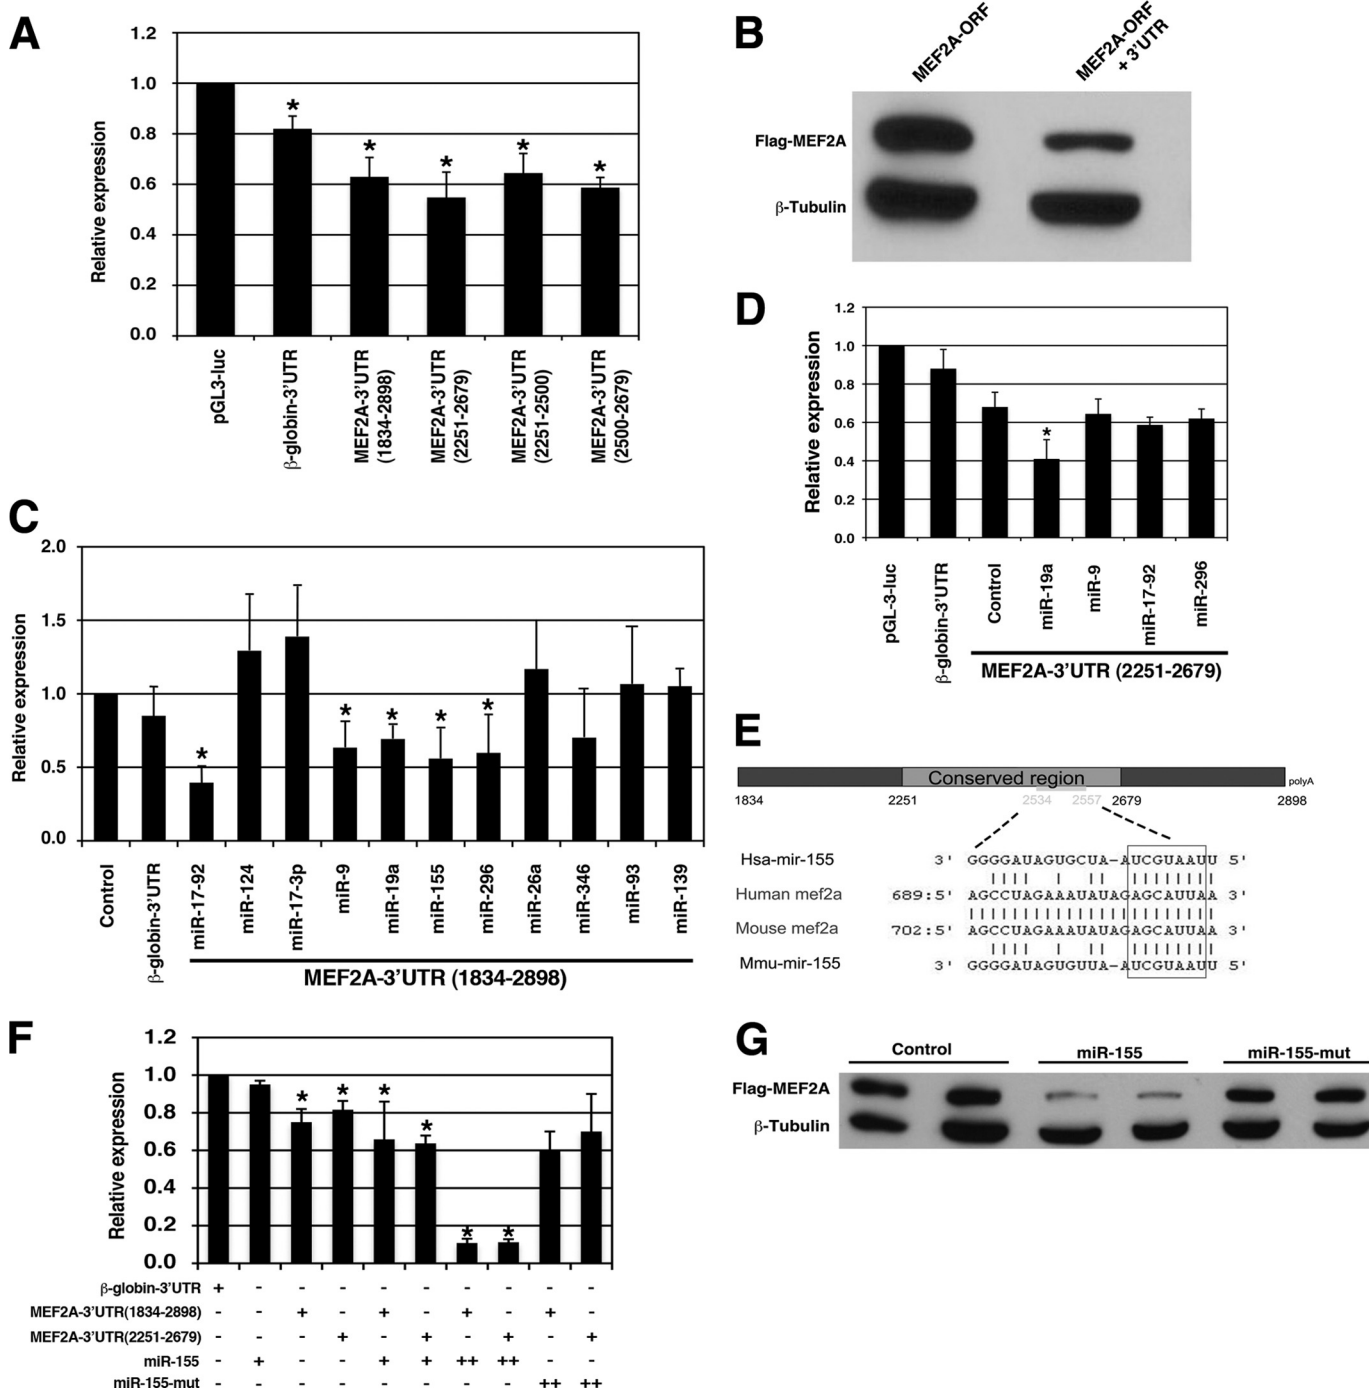 A
1.2
1.0
0.8
0.6
0.4
0.2
0.0
Relative expression
*
*
*
*
*
pGL3-luc
β-globin-3'UTR
MEF2A-3'UTR
(1834-2898)
MEF2A-3'UTR
(2251-2679)
MEF2A-3'UTR
(2251-2500)
MEF2A-3'UTR
(2500-2679)
B
MEF2A-ORF
MEF2A-ORF
+ 3'UTR
Flag-MEF2A
β-Tubulin
C
2.0
1.5
1.0
0.5
0.0
Relative expression
*
*
*
*
*
Control
β-globin-3'UTR
miR-17-92
miR-124
miR-17-3p
miR-9
miR-19a
miR-155
miR-296
miR-26a
miR-346
miR-93
miR-139
MEF2A-3'UTR (1834-2898)
D
1.2
1.0
0.8
0.6
0.4
0.2
0.0
Relative expression
*
pGL-3-luc
β-globin-3'UTR
Control
miR-19a
miR-9
miR-17-92
miR-296
MEF2A-3'UTR (2251-2679)
E
Conserved region
polyA
1834 2251 2534 2557 2679 2898
Hsa-mir-155 3' GGGGAUAGUGCUA-AUCGUAAUU 5'
Human mef2a 689:5' AGCCUAGAAAUAUAGAGCAUUAA 3'
Mouse mef2a 702:5' AGCCUAGAAAUAUAGAGCAUUAA 3'
Mmu-mir-155 3' GGGGAUAGUGUUA-AUCGUAAUU 5'
F
1.2
1.0
0.8
0.6
0.4
0.2
0.0
Relative expression
*
*
*
*
*
*
β-globin-3'UTR + - - - - - - - - -
MEF2A-3'UTR(1834-2898) - - + - + - + - + -
MEF2A-3'UTR(2251-2679) - - - + - + - + - +
miR-155 - + - - + + ++ ++ - -
miR-155-mut - - - - - - - - ++ ++
G
Control
miR-155
miR-155-mut
Flag-MEF2A
β-Tubulin